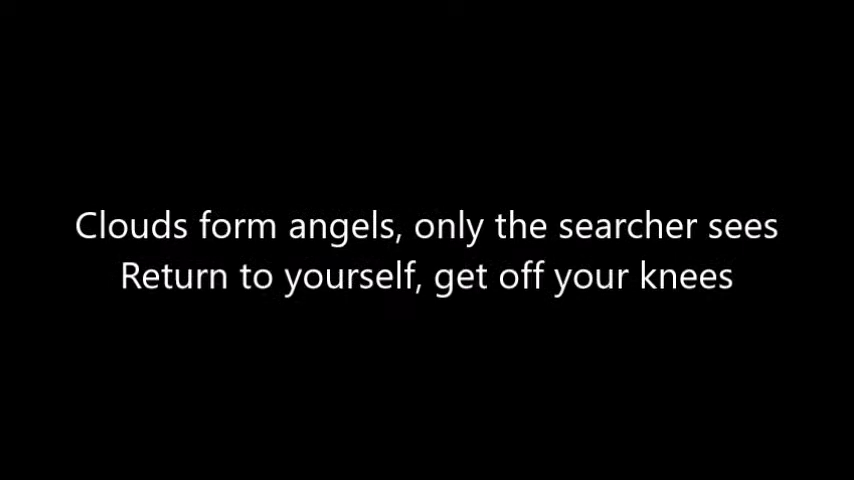 Clouds form angels, only the searcher sees
Return to yourself, get off your knees